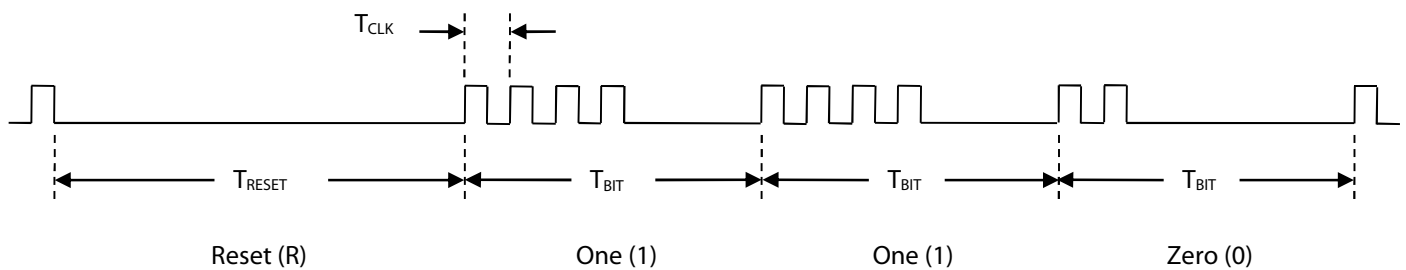 TCLK
TRESET TBIT TBIT TBIT
Reset (R) One (1) One (1) Zero (0)